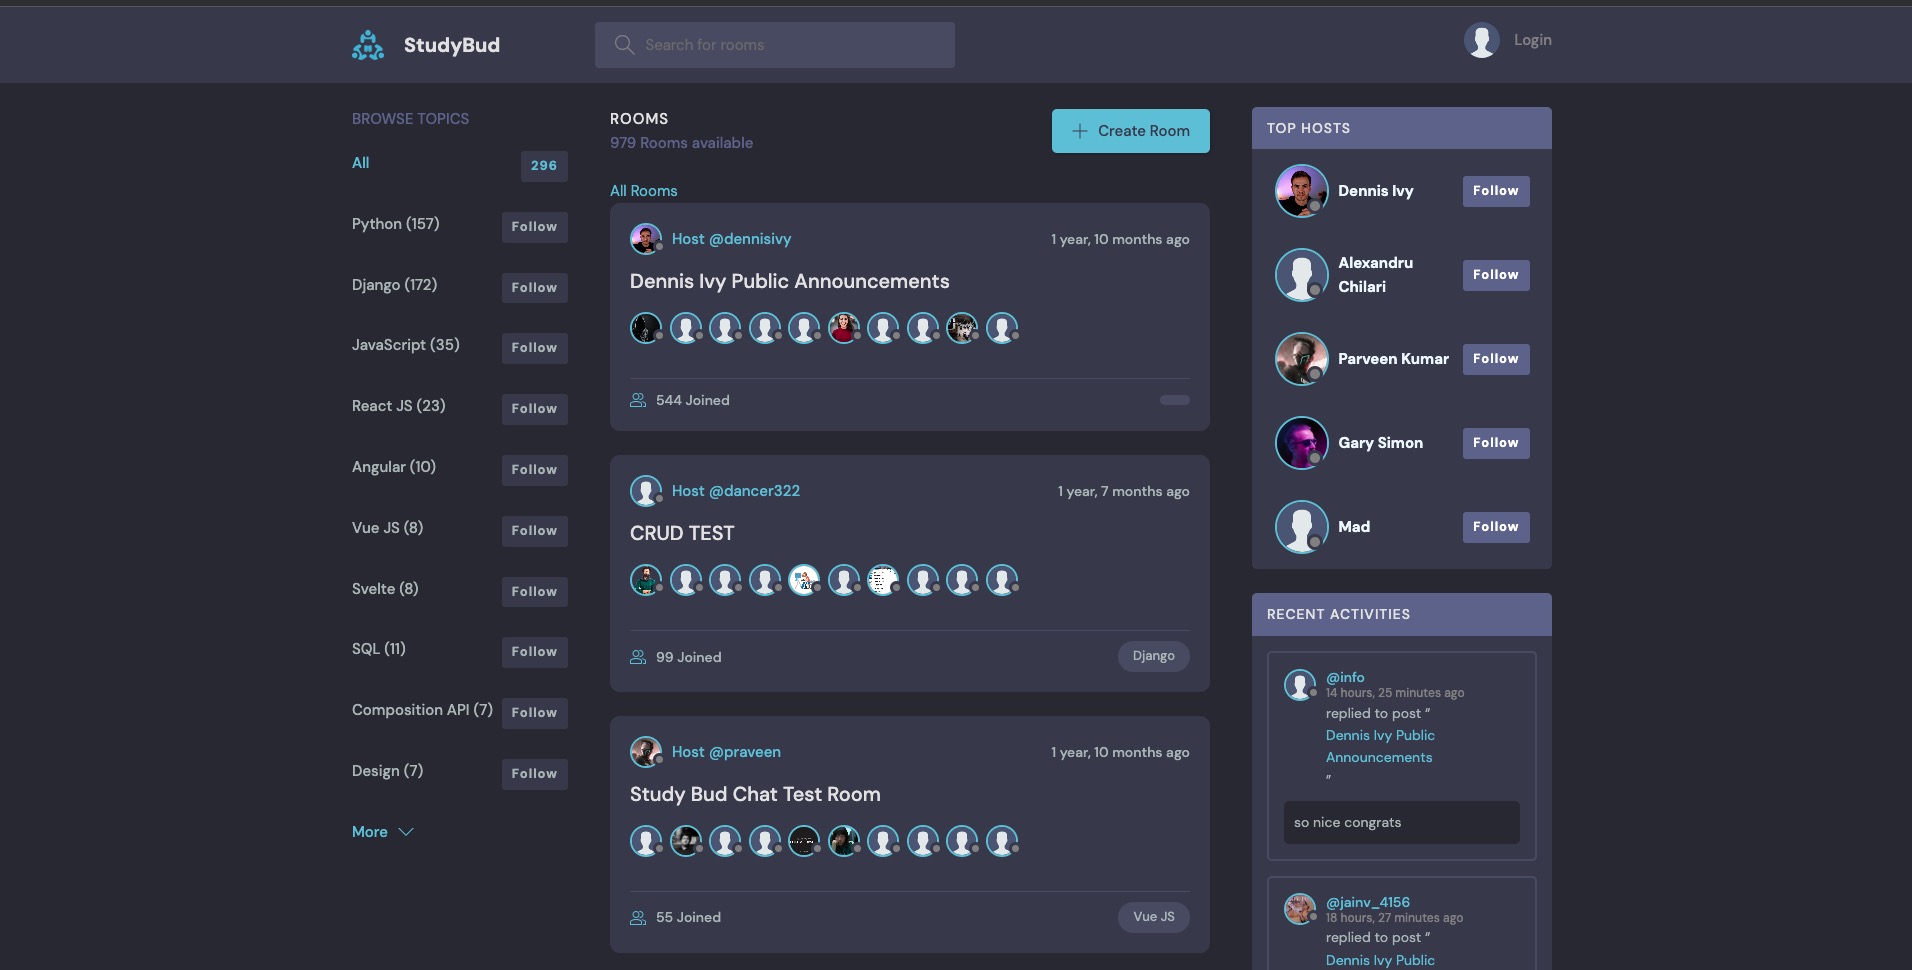 StudyBud
Search for rooms
Login
BROWSE TOPICS
All
296
Python (157)
Follow
Django (172)
Follow
JavaScript (35)
Follow
React JS (23)
Follow
Angular (10)
Follow
Vue JS (8)
Follow
Svelte (8)
Follow
SQL (11)
Follow
Composition API (7)
Follow
Design (7)
Follow
More
ROOMS
979 Rooms available
Create Room
All Rooms
Host @dennisivy
1 year, 10 months ago
Dennis Ivy Public Announcements
544 Joined
Host @dancer322
1 year, 7 months ago
CRUD TEST
99 Joined
Django
Host @praveen
1 year, 10 months ago
Study Bud Chat Test Room
55 Joined
Vue JS
TOP HOSTS
Dennis Ivy
Follow
Alexandru
Chilari
Follow
Parveen Kumar
Follow
Gary Simon
Follow
Mad
Follow
RECENT ACTIVITIES
@info
14 hours, 25 minutes ago
replied to post “
Dennis Ivy Public
Announcements
”
so nice congrats
@jainv_4156
18 hours, 27 minutes ago
replied to post “
Dennis Ivy Public